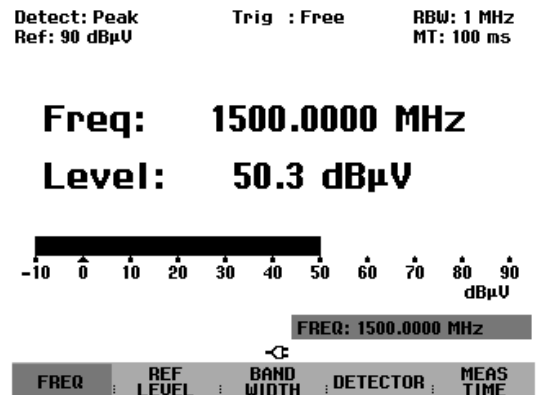 Detect: Peak Trig : Free RBW: 1 MHz
Ref: 90 dBµV MT: 100 ms
Freq: 1500.0000 MHz
Level: 50.3 dBµV
-10 0 10 20 30 40 50 60 70 80 90
dBµV
FREQ: 1500.0000 MHz
FREQ REF LEVEL BAND WIDTH DETECTOR MEAS TIME